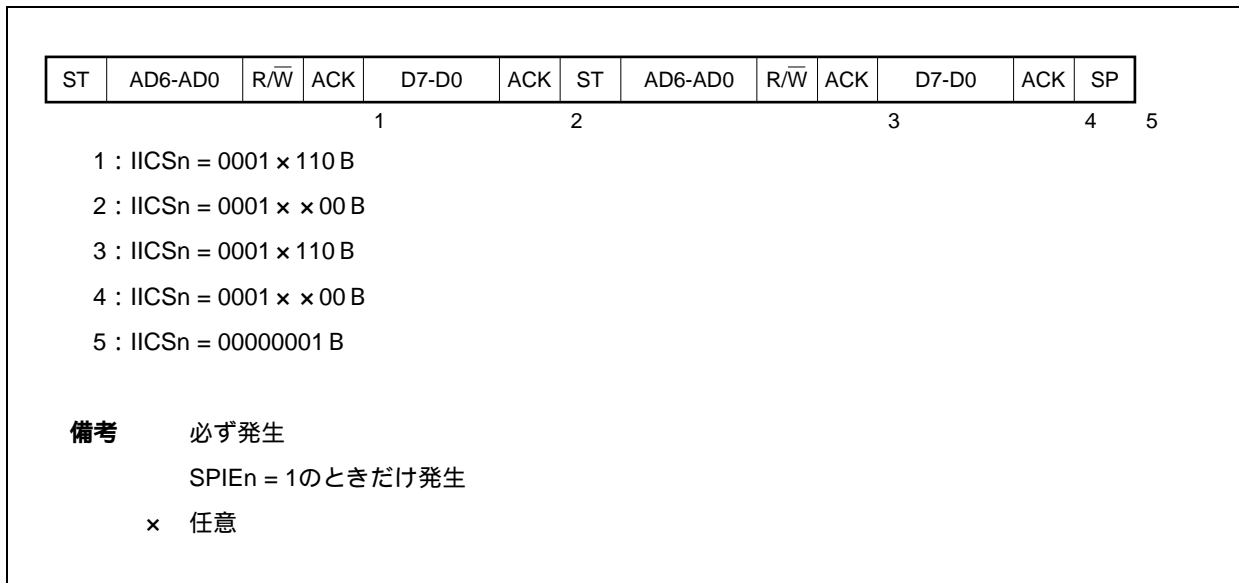 ST AD6-AD0 R/W̅ ACK D7-D0 ACK ST AD6-AD0 R/W̅ ACK D7-D0 ACK SP
1 2 3 4 5
1：IICSn = 0001×110 B
2：IICSn = 0001××00 B
3：IICSn = 0001×110 B
4：IICSn = 0001××00 B
5：IICSn = 00000001 B
備考 必ず発生
SPIEn = 1のときだけ発生
× 任意